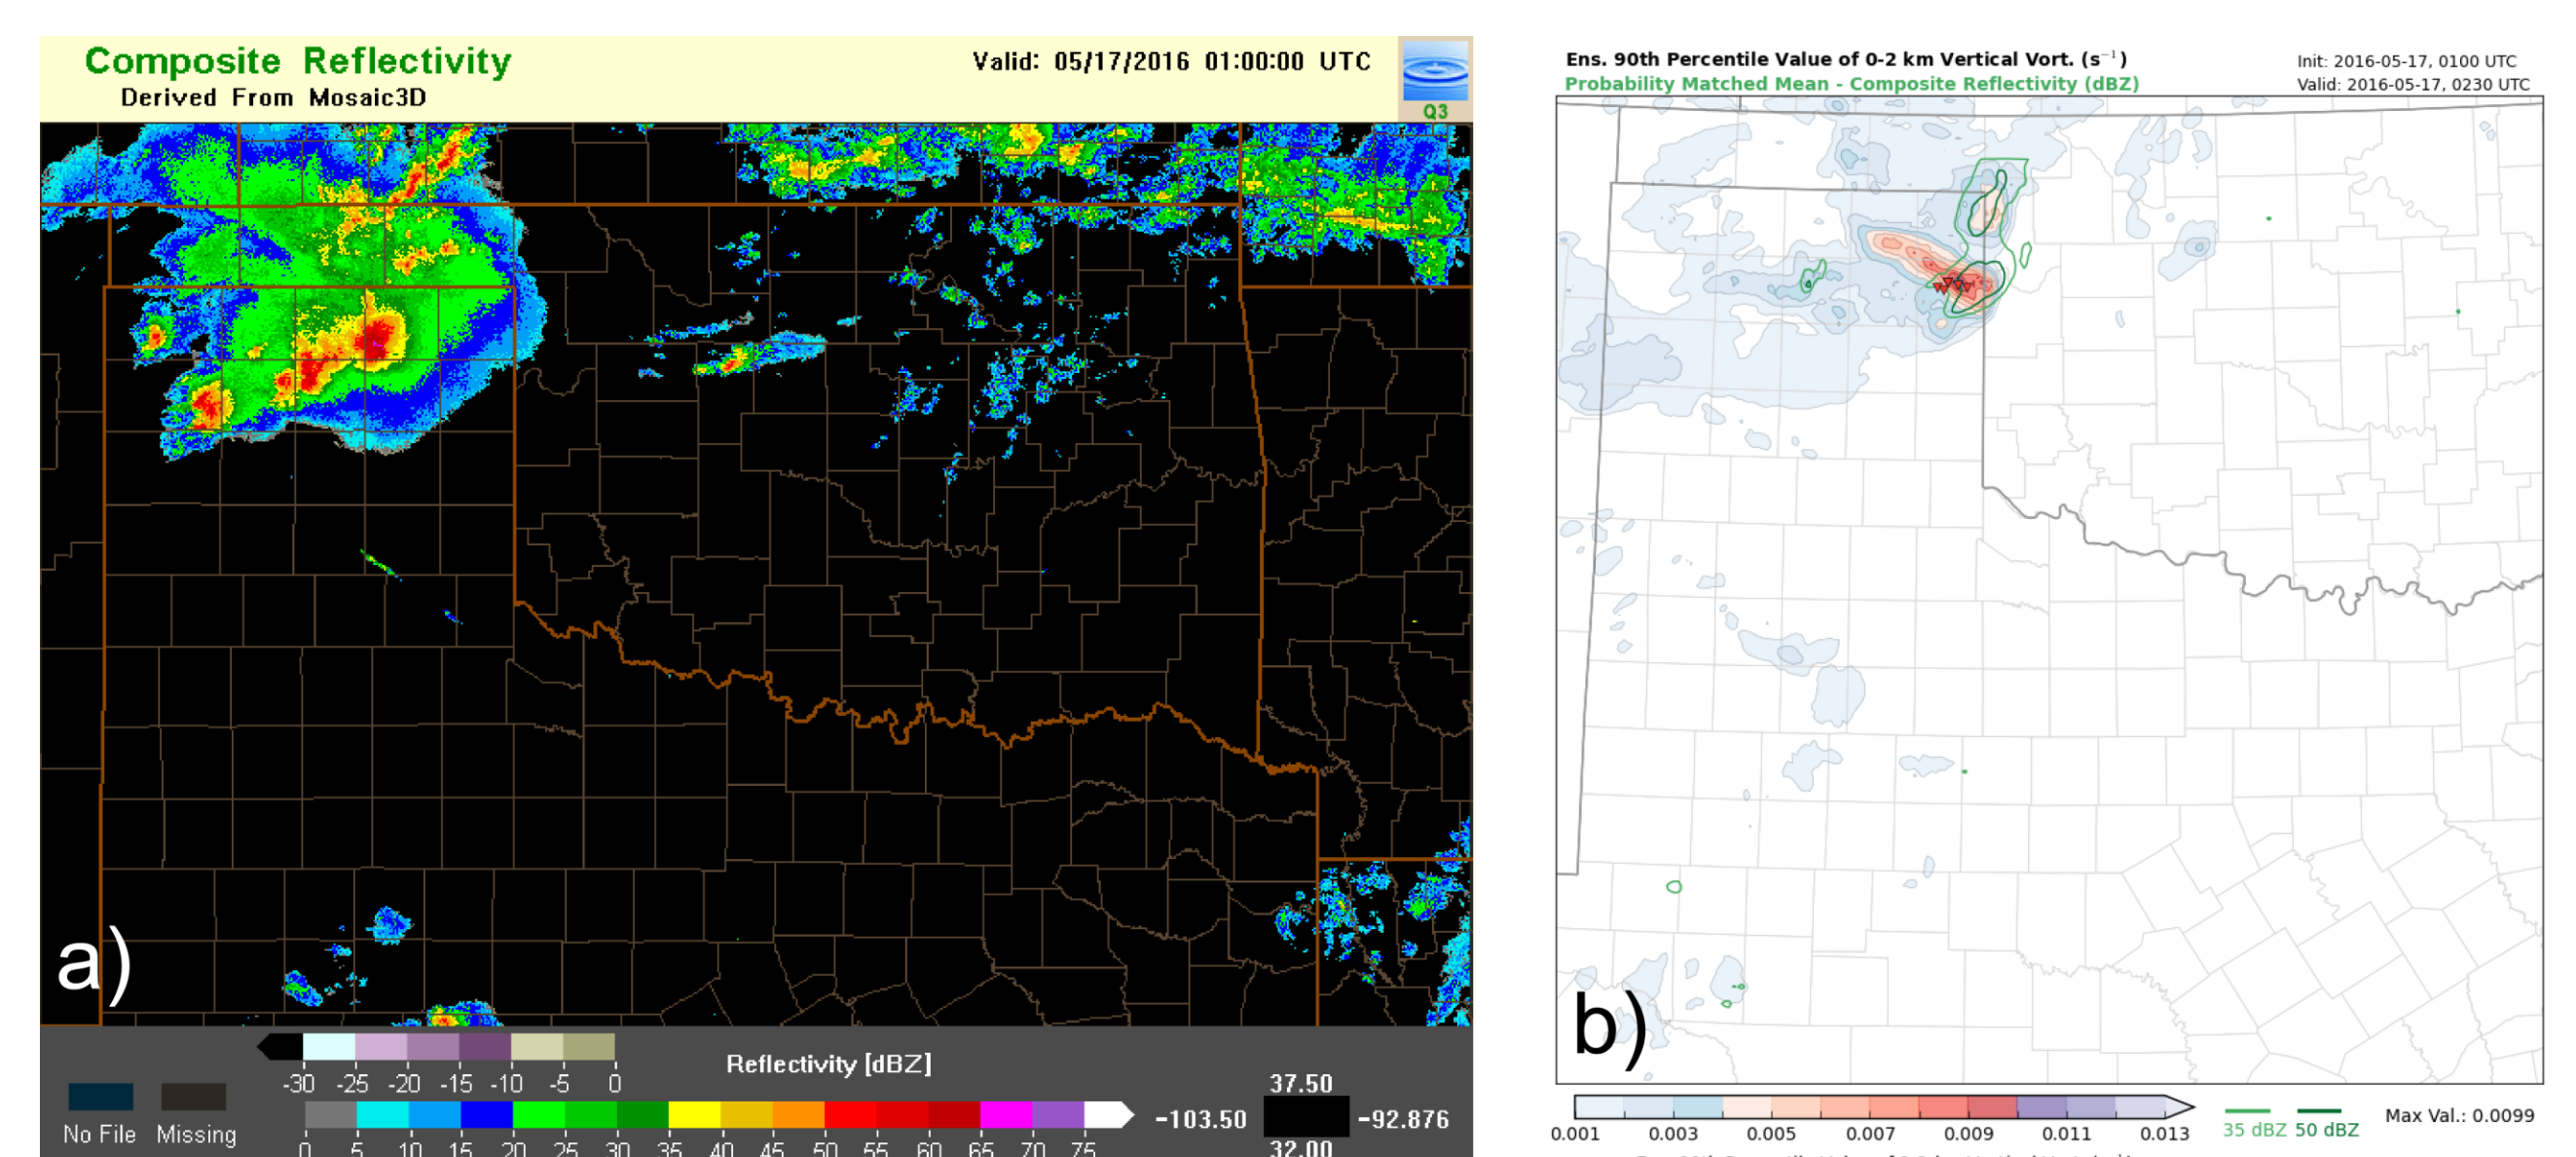 Composite Reflectivity
Derived From Mosaic3D
Valid: 05/17/2016 01:00:00 UTC
Q3
a)
-30 -25 -20 -15 -10 -5 0
Reflectivity [dBZ]
No File Missing
0 5 10 15 20 25 30 35 40 45 50 55 60 65 70 75
37.50
-103.50 -92.876
32.00
Ens. 90th Percentile Value of 0-2 km Vertical Vort. (s⁻¹)
Probability Matched Mean - Composite Reflectivity (dBZ)
Init: 2016-05-17, 0100 UTC
Valid: 2016-05-17, 0230 UTC
b)
0.001 0.003 0.005 0.007 0.009 0.011 0.013
35 dBZ 50 dBZ
Max Val.: 0.0099